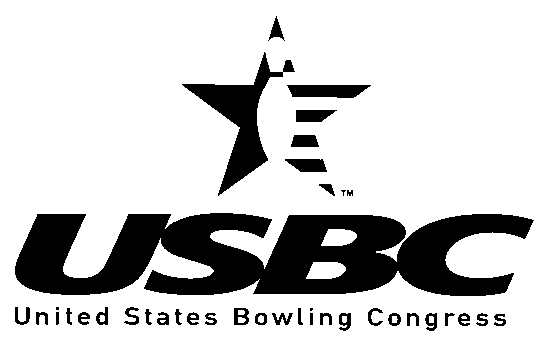 ™
USBC
United States Bowling Congress